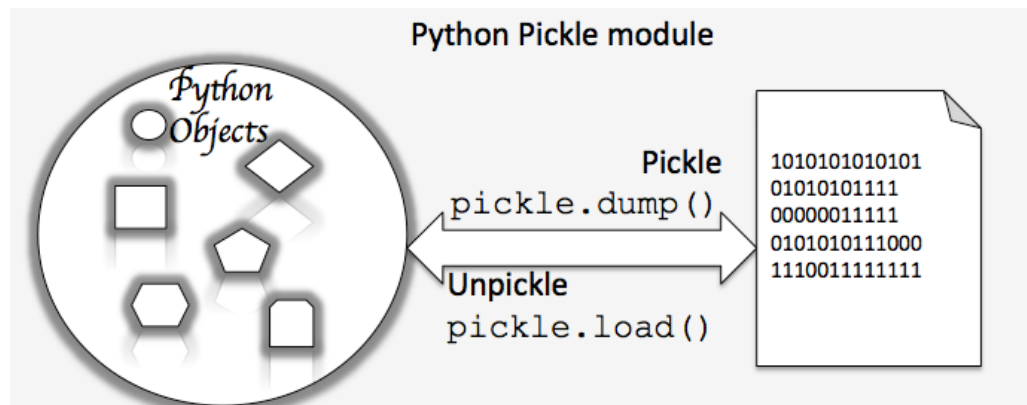 Python Pickle module
Python
Objects
Pickle
pickle.dump()
Unpickle
pickle.load()
1010101010101
01010101111
00000011111
0101010111000
1110011111111